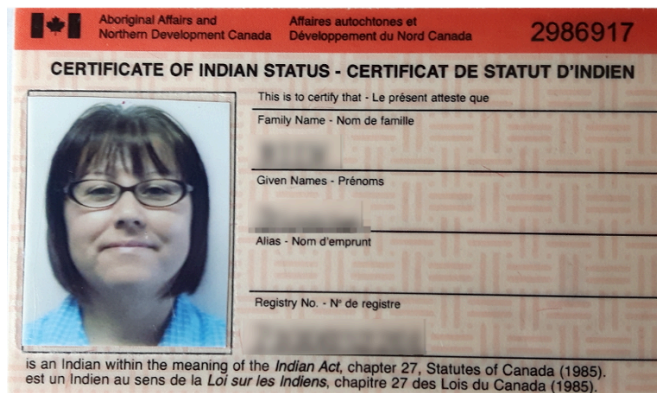 Aboriginal Affairs and
Northern Development Canada
Affaires autochtones et
Développement du Nord Canada
2986917
CERTIFICATE OF INDIAN STATUS - CERTIFICAT DE STATUT D'INDIEN
This is to certify that - Le présent atteste que
Family Name - Nom de famille
Given Names - Prénoms
Alias - Nom d'emprunt
Registry No. - N° de registre
is an Indian within the meaning of the Indian Act, chapter 27, Statutes of Canada (1985).
est un Indien au sens de la Loi sur les Indiens, chapitre 27 des Lois du Canada (1985).